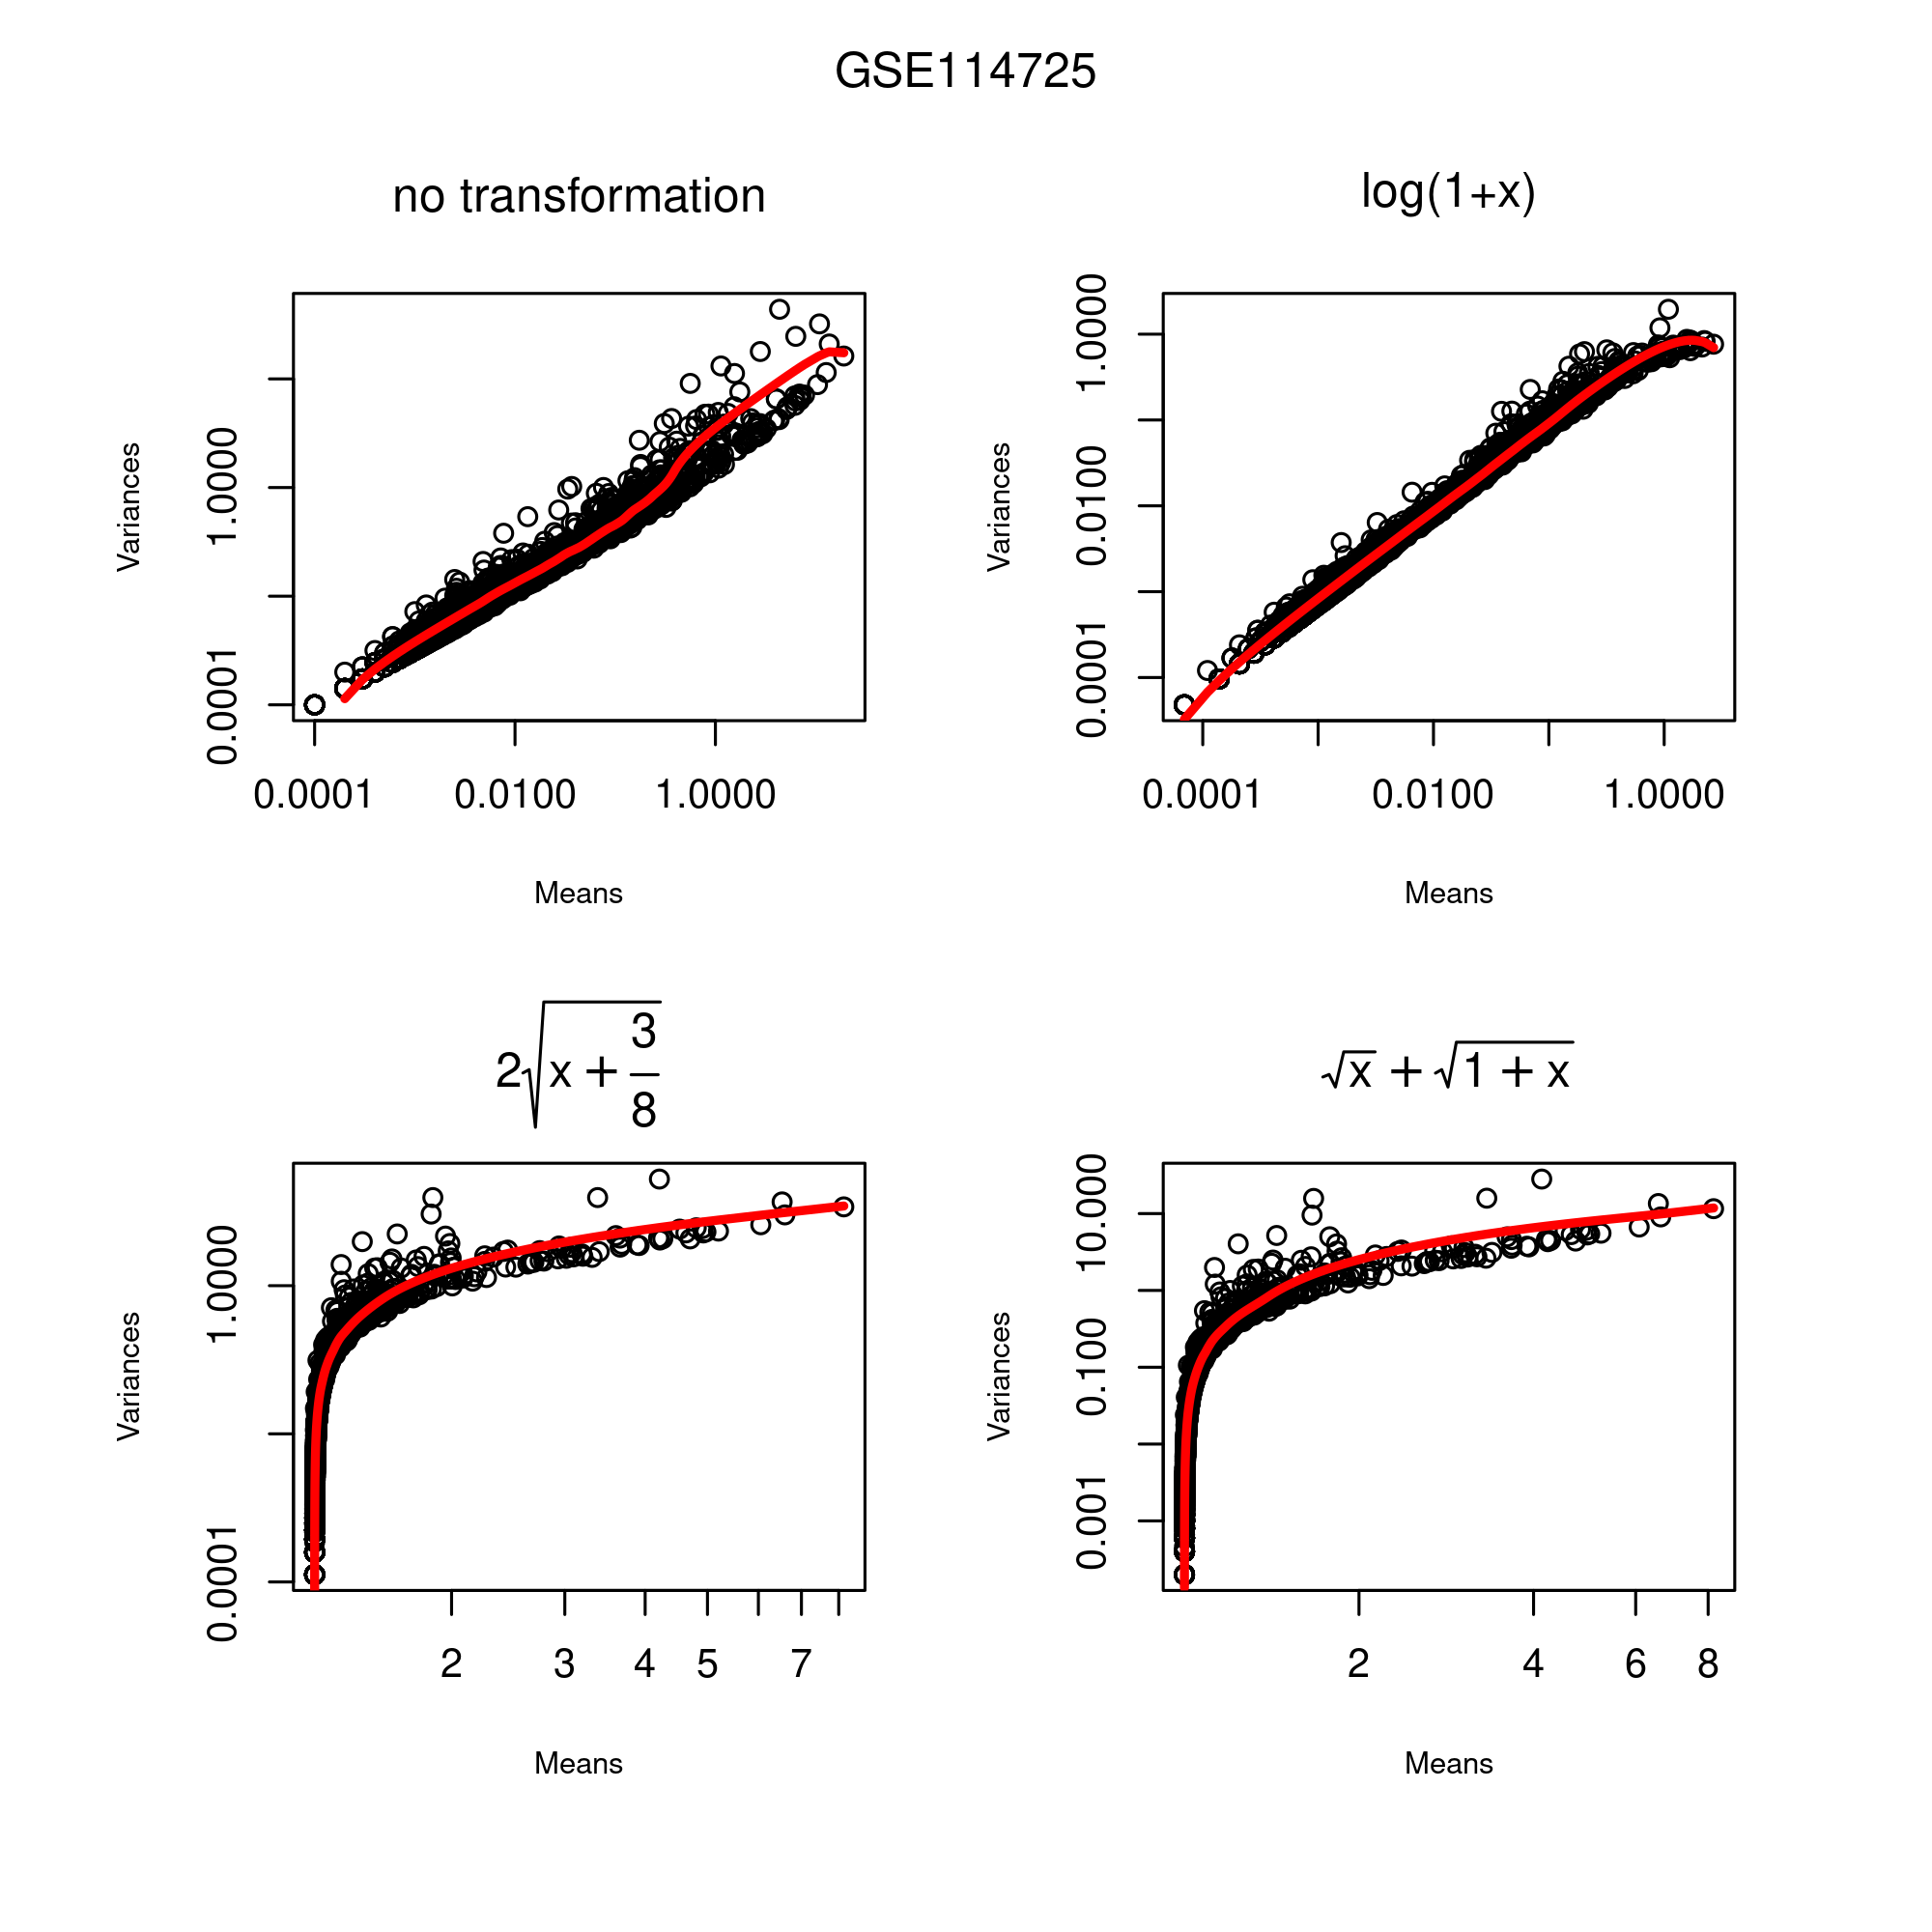 GSE114725
no transformation
Variances
1.0000
0.0001
0.0001 0.0100 1.0000
Means
log(1+x)
Variances
1.0000
0.0100
0.0001
0.0001 0.0100 1.0000
Means
2√(x + 3/8)
Variances
1.0000
0.0001
2 3 4 5 7
Means
√x + √(1 + x)
Variances
10.000
0.100
0.001
2 4 6 8
Means